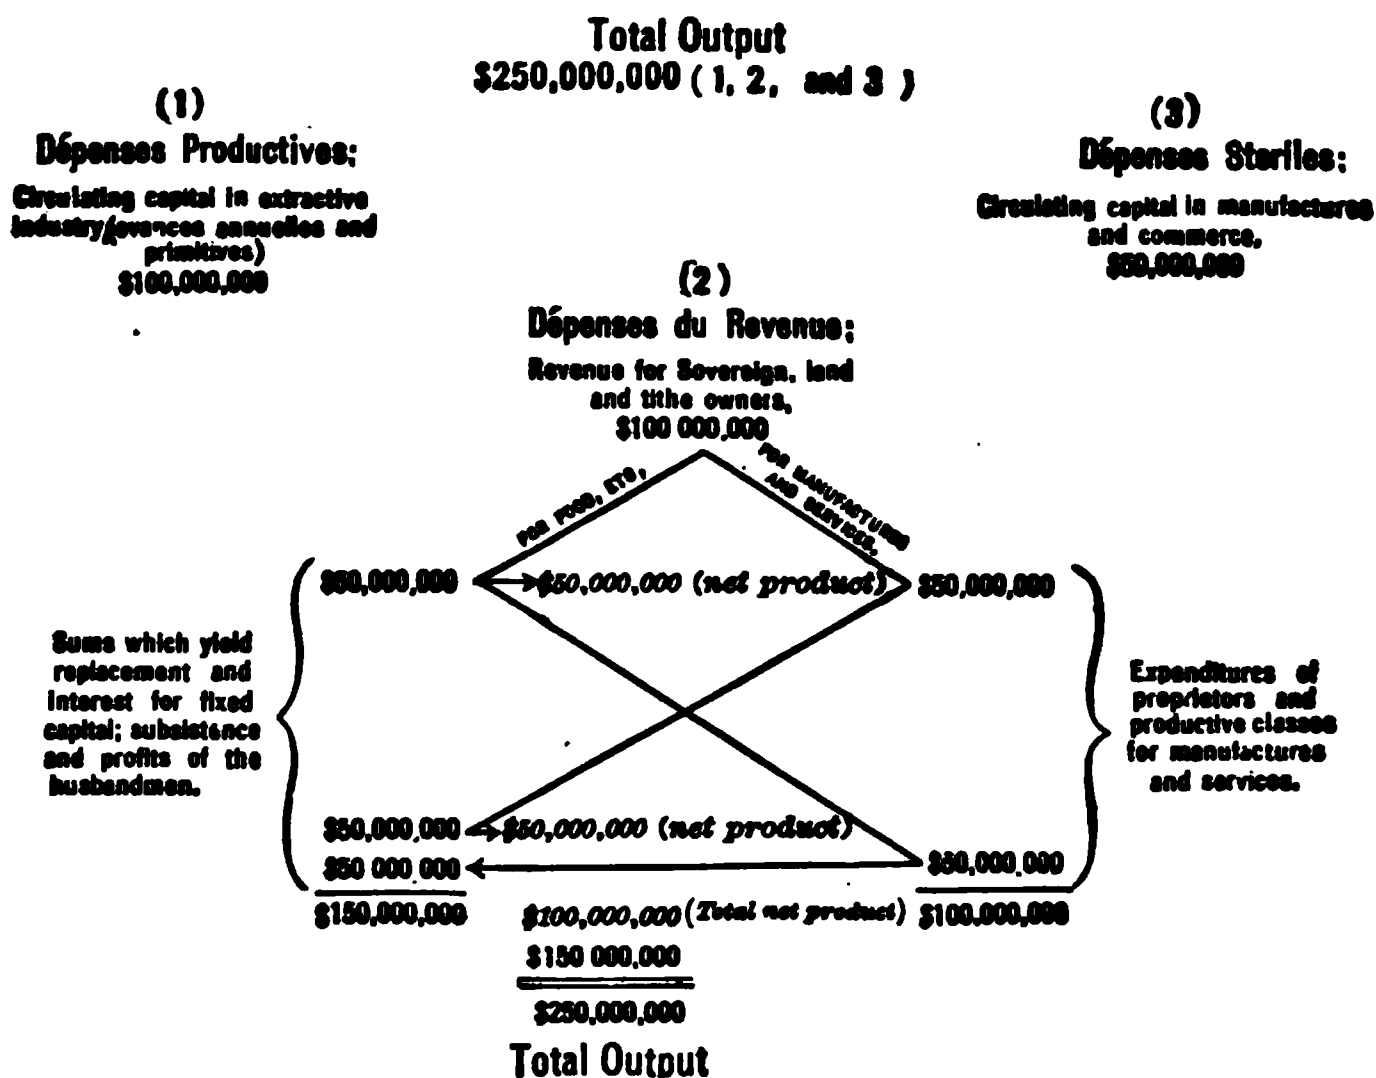 Total Output
$250,000,000 ( 1, 2, and 3 )
(1)
Dépenses Productives:
Circulating capital in extractive
industry (avances annuelles and
primitives)
$100,000,000
(3)
Dépenses Steriles:
Circulating capital in manufactures
and commerce,
$50,000,000
(2)
Dépenses du Revenue:
Revenue for Sovereign, land
and tithe owners,
$100 000,000
FOR FOOD, ETC,
FOR MANUFACTURES
AND SERVICES,
$50,000,000
$50,000,000 (net product)
$50,000,000
Sums which yield
replacement and
interest for fixed
capital; subsistence
and profits of the
husbandmen.
Expenditures of
proprietors and
productive classes
for manufactures
and services.
$50,000,000
$50,000,000 (net product)
$50 000 000
$50,000,000
$150,000,000
$100,000,000 (Total net product)
$100,000,000
$150 000,000
$250,000,000
Total Output